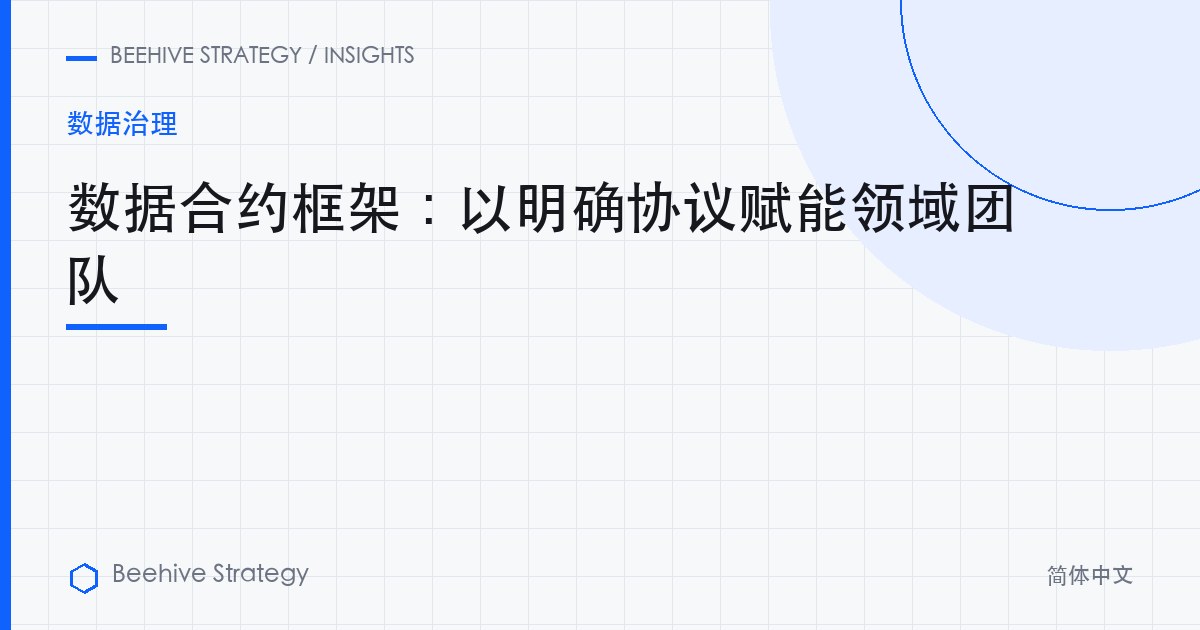 BEEHIVE STRATEGY / INSIGHTS
数据治理
数据合约框架：以明确协议赋能领域团
队
Beehive Strategy
简体中文